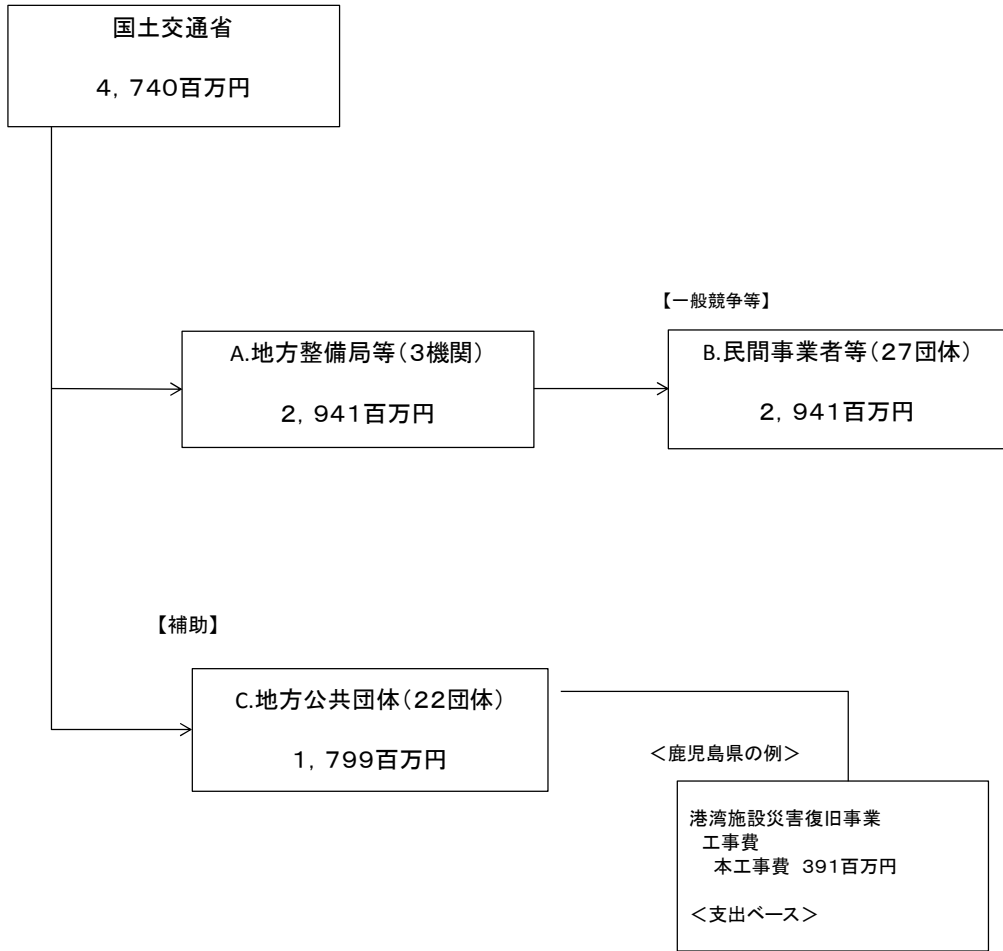 国土交通省
4，740百万円
【一般競争等】
A.地方整備局等（3機関）
2，941百万円
B.民間事業者等（27団体）
2，941百万円
【補助】
C.地方公共団体（22団体）
1，799百万円
＜鹿児島県の例＞
港湾施設災害復旧事業
工事費
本工事費 391百万円
＜支出ベース＞